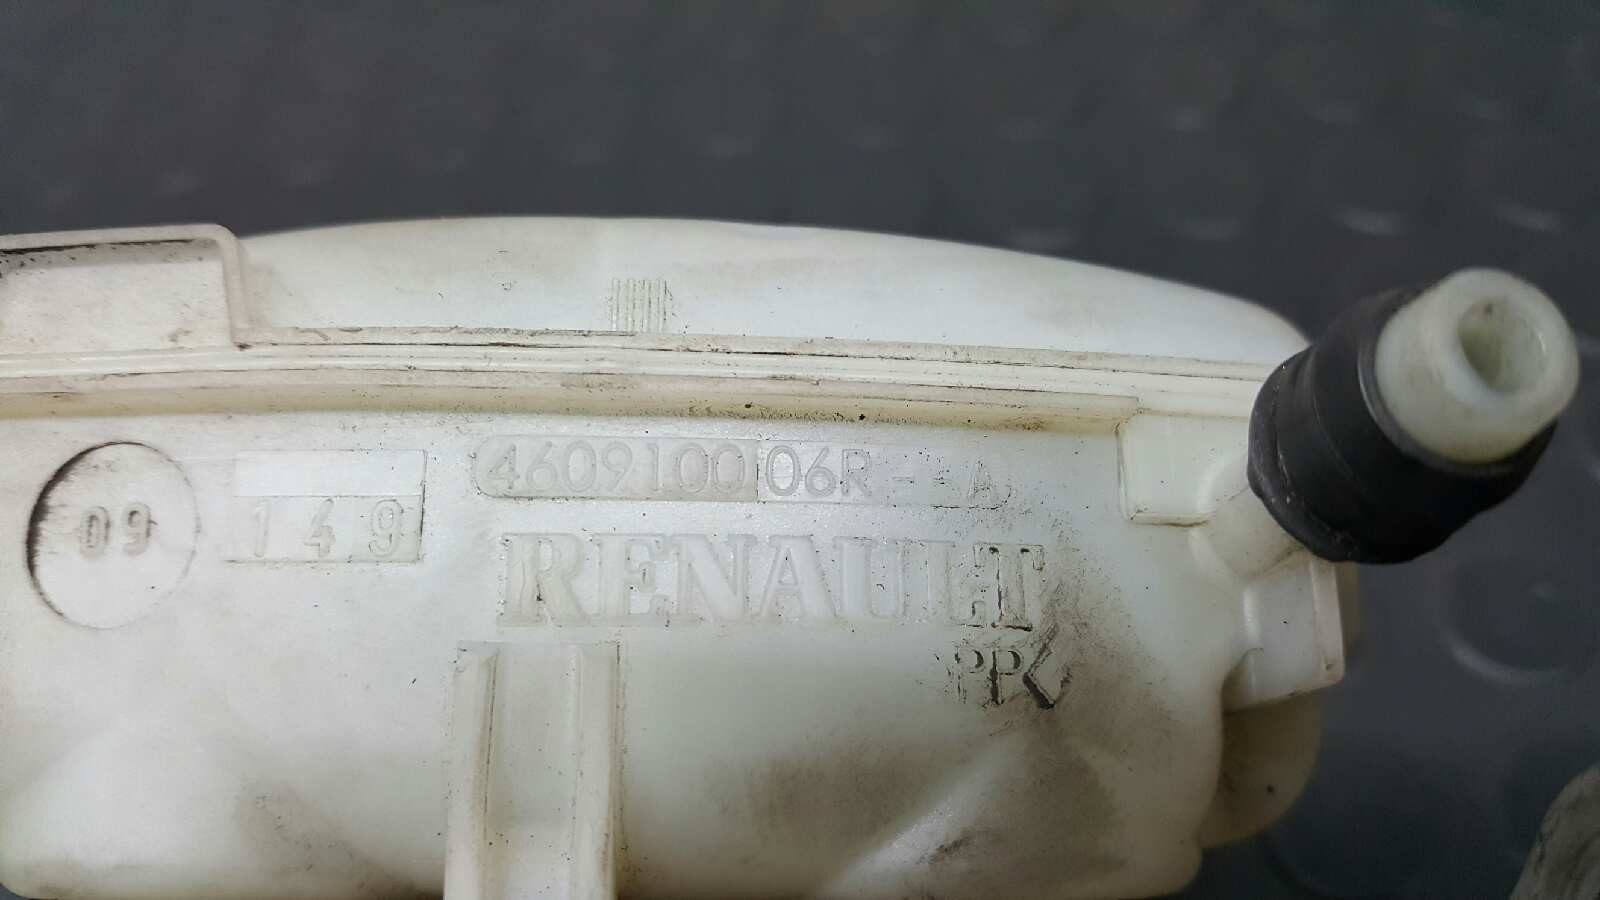 460910006R--A
09
149
RENAULT
PP<